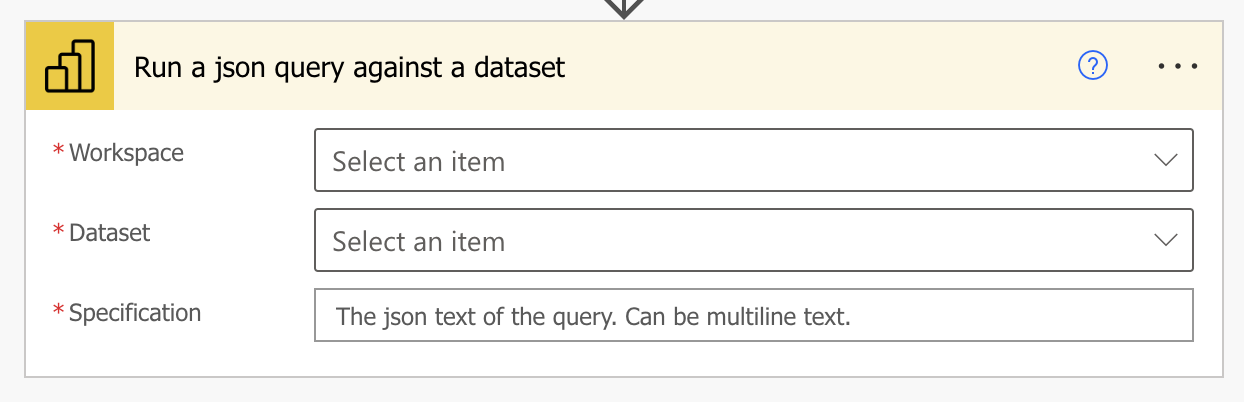 Run a json query against a dataset
?
* Workspace
Select an item
* Dataset
Select an item
* Specification
The json text of the query. Can be multiline text.